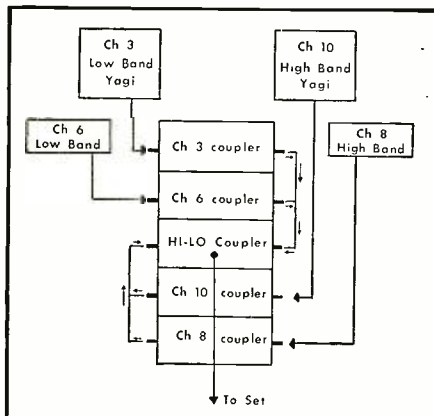 Ch 3
Low Band
Yagi
Ch 10
High Band
Yagi
Ch 6
Low Band
Ch 8
High Band
Ch 3 coupler
Ch 6 coupler
HI-LO Coupler
Ch 10 coupler
Ch 8 coupler
To Set